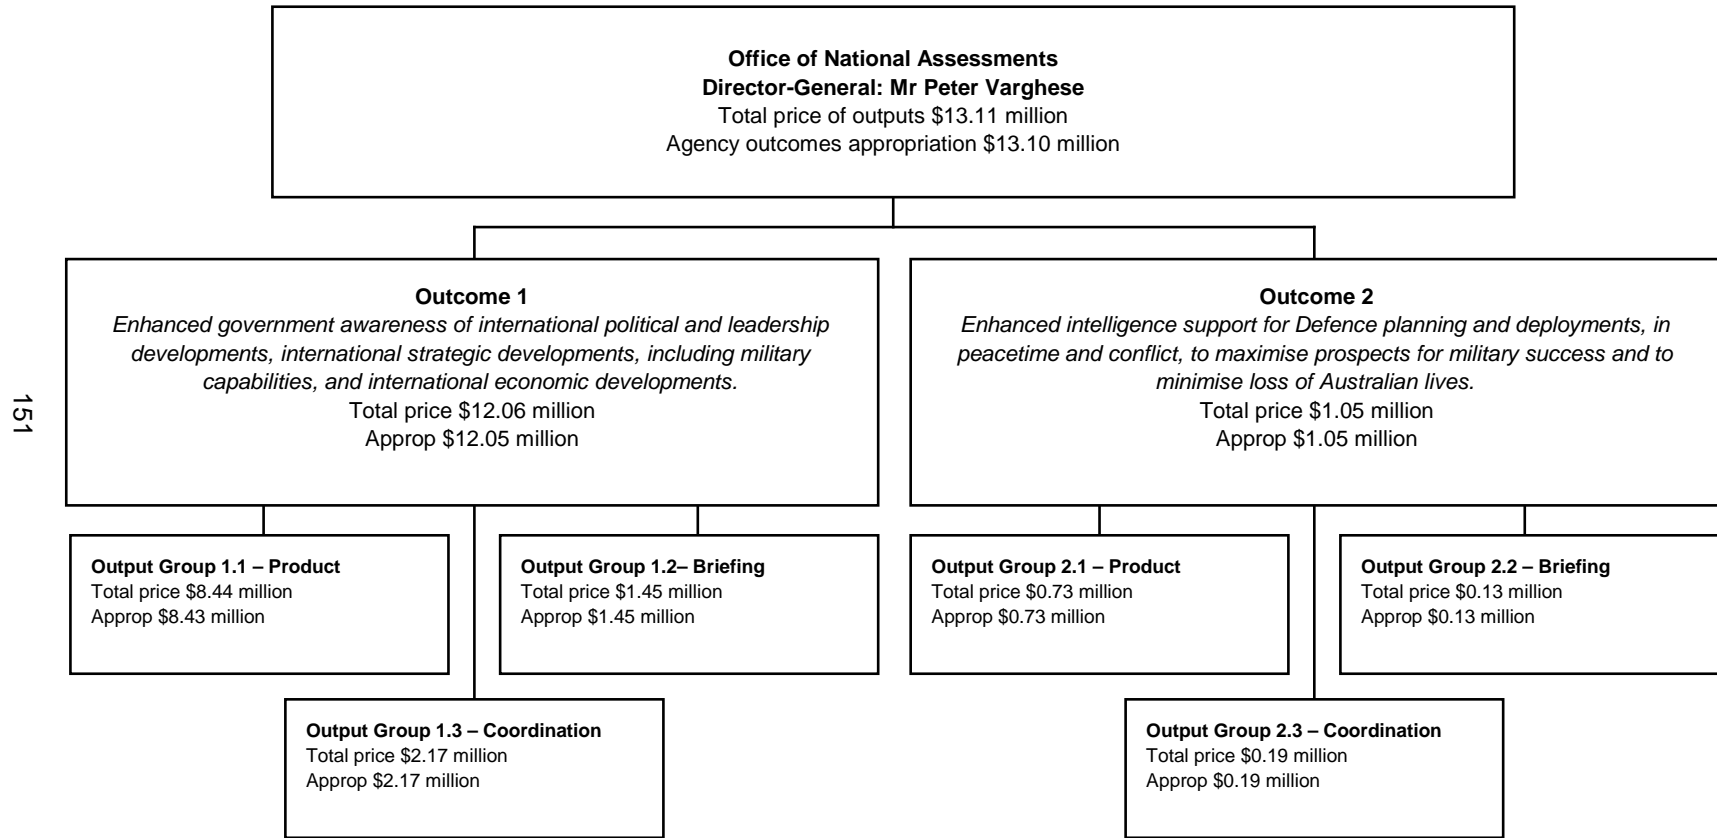 Office of National Assessments
Director-General: Mr Peter Varghese
Total price of outputs $13.11 million
Agency outcomes appropriation $13.10 million
Outcome 1
Enhanced government awareness of international political and leadership
developments, international strategic developments, including military
capabilities, and international economic developments.
Total price $12.06 million
Approp $12.05 million
Outcome 2
Enhanced intelligence support for Defence planning and deployments, in
peacetime and conflict, to maximise prospects for military success and to
minimise loss of Australian lives.
Total price $1.05 million
Approp $1.05 million
151
Output Group 1.1 – Product
Total price $8.44 million
Approp $8.43 million
Output Group 1.2– Briefing
Total price $1.45 million
Approp $1.45 million
Output Group 2.1 – Product
Total price $0.73 million
Approp $0.73 million
Output Group 2.2 – Briefing
Total price $0.13 million
Approp $0.13 million
Output Group 1.3 – Coordination
Total price $2.17 million
Approp $2.17 million
Output Group 2.3 – Coordination
Total price $0.19 million
Approp $0.19 million